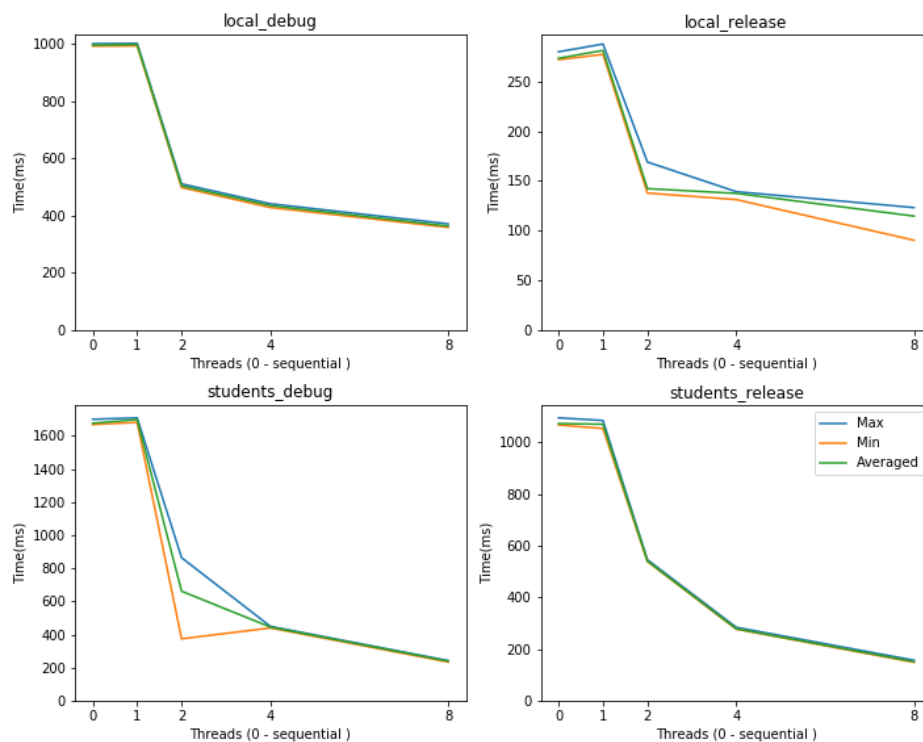 local_debug
Time(ms)
1000
800
600
400
200
0
0 1 2 4 8
Threads (0 - sequential )
local_release
Time(ms)
250
200
150
100
50
0
0 1 2 4 8
Threads (0 - sequential )
students_debug
Time(ms)
1600
1400
1200
1000
800
600
400
200
0
0 1 2 4 8
Threads (0 - sequential )
students_release
Max
Min
Averaged
Time(ms)
1000
800
600
400
200
0
0 1 2 4 8
Threads (0 - sequential )